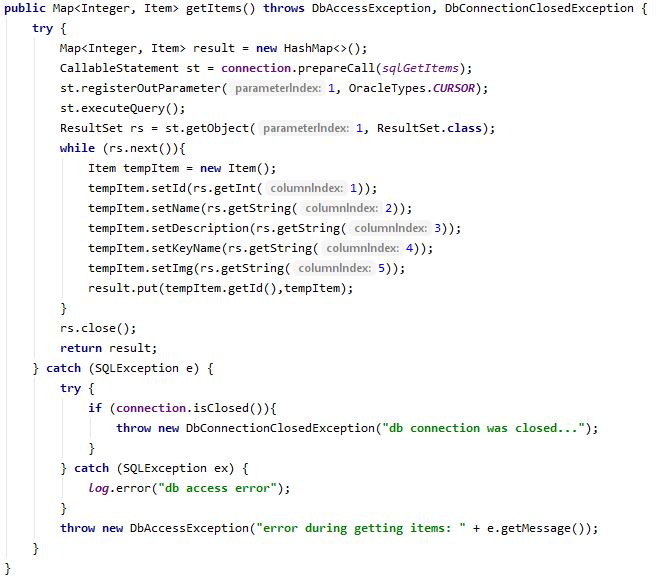 public Map<Integer, Item> getItems() throws DbAccessException, DbConnectionClosedException {
    try {
        Map<Integer, Item> result = new HashMap<>();
        CallableStatement st = connection.prepareCall(sqlGetItems);
        st.registerOutParameter( parameterIndex: 1, OracleTypes.CURSOR);
        st.executeQuery();
        ResultSet rs = st.getObject( parameterIndex: 1, ResultSet.class);
        while (rs.next()){
            Item tempItem = new Item();
            tempItem.setId(rs.getInt( columnIndex: 1));
            tempItem.setName(rs.getString( columnIndex: 2));
            tempItem.setDescription(rs.getString( columnIndex: 3));
            tempItem.setKeyName(rs.getString( columnIndex: 4));
            tempItem.setImg(rs.getString( columnIndex: 5));
            result.put(tempItem.getId(),tempItem);
        }
        rs.close();
        return result;
    } catch (SQLException e) {
        try {
            if (connection.isClosed()){
                throw new DbConnectionClosedException("db connection was closed...");
            }
        } catch (SQLException ex) {
            log.error("db access error");
        }
        throw new DbAccessException("error during getting items: " + e.getMessage());
    }
}